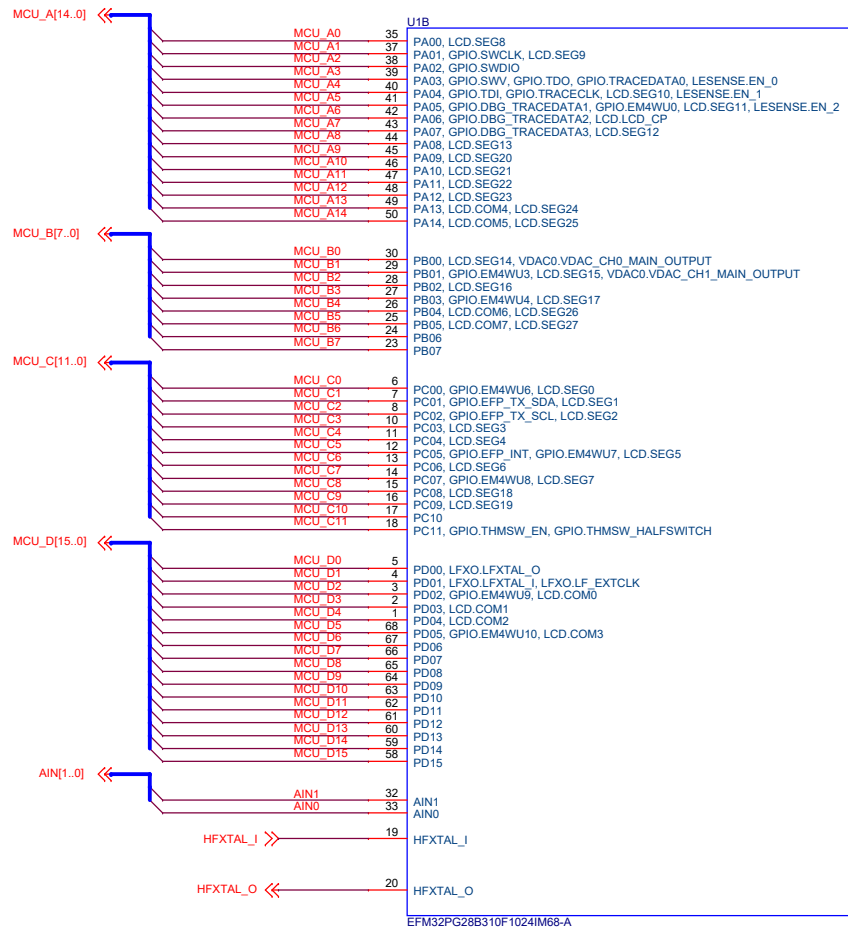 MCU_A[14..0]
U1B
MCU_A0 35 PA00, LCD.SEG8
MCU_A1 37 PA01, GPIO.SWCLK, LCD.SEG9
MCU_A2 38 PA02, GPIO.SWDIO
MCU_A3 39 PA03, GPIO.SWV, GPIO.TDO, GPIO.TRACEDATA0, LESENSE.EN_0
MCU_A4 40 PA04, GPIO.TDI, GPIO.TRACECLK, LCD.SEG10, LESENSE.EN_1
MCU_A5 41 PA05, GPIO.DBG_TRACEDATA1, GPIO.EM4WU0, LCD.SEG11, LESENSE.EN_2
MCU_A6 42 PA06, GPIO.DBG_TRACEDATA2, LCD.LCD_CP
MCU_A7 43 PA07, GPIO.DBG_TRACEDATA3, LCD.SEG12
MCU_A8 44 PA08, LCD.SEG13
MCU_A9 45 PA09, LCD.SEG20
MCU_A10 46 PA10, LCD.SEG21
MCU_A11 47 PA11, LCD.SEG22
MCU_A12 48 PA12, LCD.SEG23
MCU_A13 49 PA13, LCD.COM4, LCD.SEG24
MCU_A14 50 PA14, LCD.COM5, LCD.SEG25
MCU_B[7..0]
MCU_B0 30 PB00, LCD.SEG14, VDAC0.VDAC_CH0_MAIN_OUTPUT
MCU_B1 29 PB01, GPIO.EM4WU3, LCD.SEG15, VDAC0.VDAC_CH1_MAIN_OUTPUT
MCU_B2 28 PB02, LCD.SEG16
MCU_B3 27 PB03, GPIO.EM4WU4, LCD.SEG17
MCU_B4 26 PB04, LCD.COM6, LCD.SEG26
MCU_B5 25 PB05, LCD.COM7, LCD.SEG27
MCU_B6 24 PB06
MCU_B7 23 PB07
MCU_C[11..0]
MCU_C0 6 PC00, GPIO.EM4WU6, LCD.SEG0
MCU_C1 7 PC01, GPIO.EFP_TX_SDA, LCD.SEG1
MCU_C2 8 PC02, GPIO.EFP_TX_SCL, LCD.SEG2
MCU_C3 10 PC03, LCD.SEG3
MCU_C4 11 PC04, LCD.SEG4
MCU_C5 12 PC05, GPIO.EFP_INT, GPIO.EM4WU7, LCD.SEG5
MCU_C6 13 PC06, LCD.SEG6
MCU_C7 14 PC07, GPIO.EM4WU8, LCD.SEG7
MCU_C8 15 PC08, LCD.SEG18
MCU_C9 16 PC09, LCD.SEG19
MCU_C10 17 PC10
MCU_C11 18 PC11, GPIO.THMSW_EN, GPIO.THMSW_HALFSWITCH
MCU_D[15..0]
MCU_D0 5 PD00, LFXO.LFXTAL_O
MCU_D1 4 PD01, LFXO.LFXTAL_I, LFXO.LF_EXTCLK
MCU_D2 3 PD02, GPIO.EM4WU9, LCD.COM0
MCU_D3 2 PD03, LCD.COM1
MCU_D4 1 PD04, LCD.COM2
MCU_D5 68 PD05, GPIO.EM4WU10, LCD.COM3
MCU_D6 67 PD06
MCU_D7 66 PD07
MCU_D8 65 PD08
MCU_D9 64 PD09
MCU_D10 63 PD10
MCU_D11 62 PD11
MCU_D12 61 PD12
MCU_D13 60 PD13
MCU_D14 59 PD14
MCU_D15 58 PD15
AIN[1..0]
AIN1 32 AIN1
AIN0 33 AIN0
HFXTAL_I 19 HFXTAL_I
HFXTAL_O 20 HFXTAL_O
EFM32PG28B310F1024IM68-A